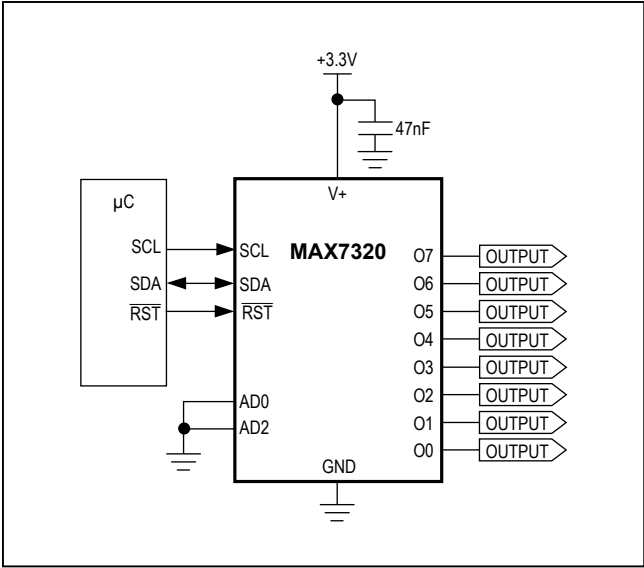 +3.3V
47nF
V+
µC
MAX7320
SCL
SCL
SDA
SDA
RST
RST
AD0
AD2
GND
O7 OUTPUT
O6 OUTPUT
O5 OUTPUT
O4 OUTPUT
O3 OUTPUT
O2 OUTPUT
O1 OUTPUT
O0 OUTPUT